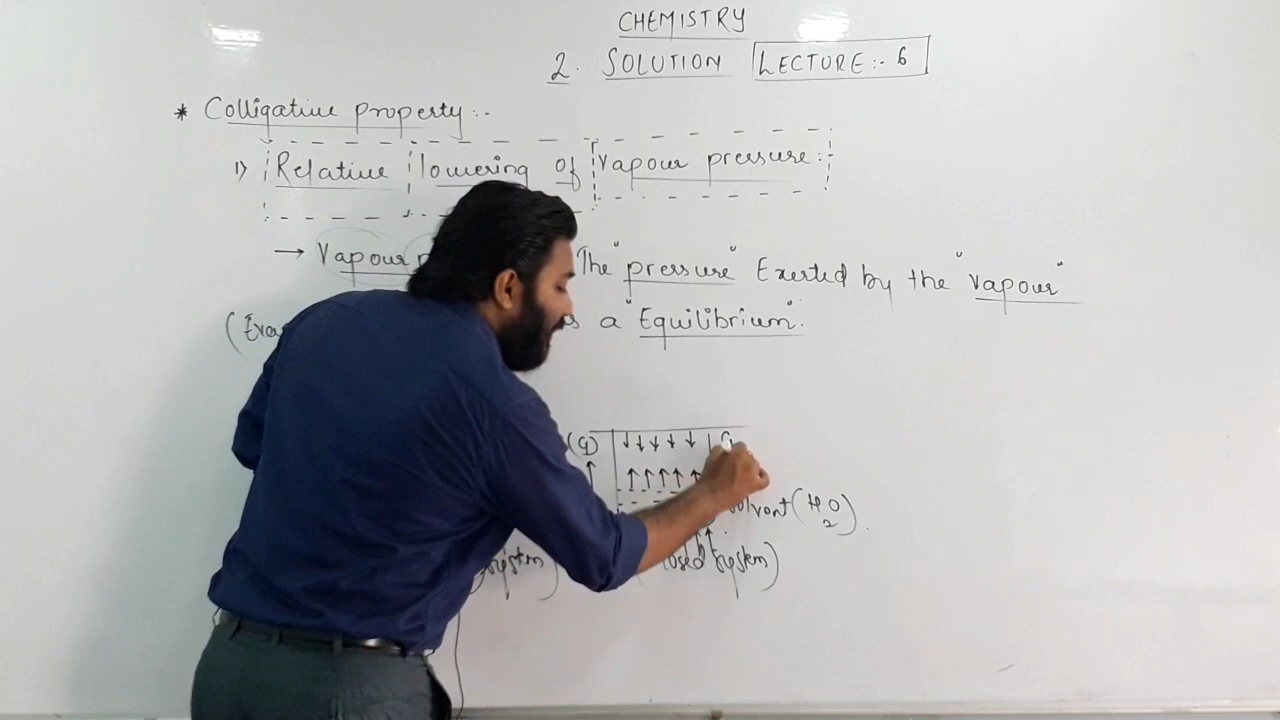 CHEMISTRY
2. SOLUTION LECTURE:- 6
* Colligative property:-
1) Relative lowering of vapour pressure:-
→ Vapour The "pressure" Exerted by the "vapour"
a "Equilibrium".
(G)
solvent (H2O).
system) closed system)